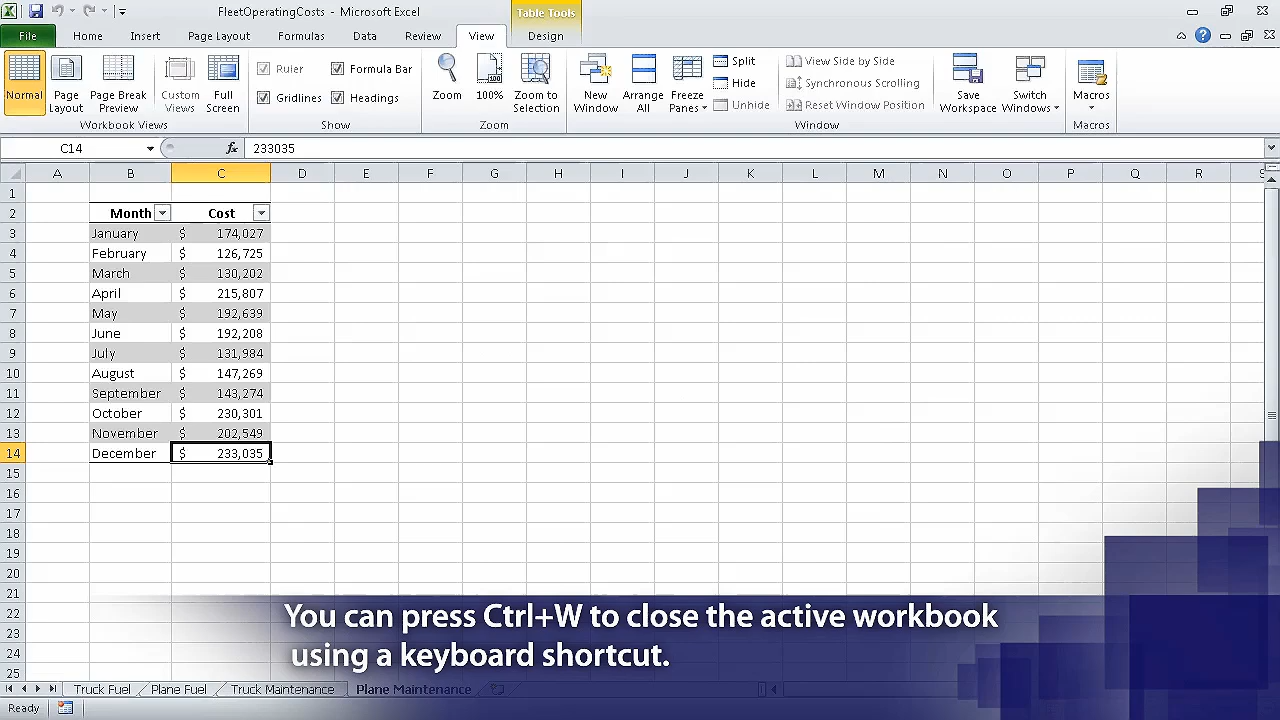 FleetOperatingCosts - Microsoft Excel
Table Tools
File Home Insert Page Layout Formulas Data Review View Design
Normal
Page Layout
Page Break Preview
Custom Views
Full Screen
Workbook Views
Ruler
Formula Bar
Gridlines
Headings
Show
Zoom
100%
Zoom to Selection
Zoom
New Window
Arrange All
Freeze Panes
Split
Hide
Unhide
View Side by Side
Synchronous Scrolling
Reset Window Position
Save Workspace
Switch Windows
Window
Macros
Macros
C14 fx 233035
A B C D E F G H I J K L M N O P Q R S
1
2 Month Cost
3 January $ 174,027
4 February $ 126,725
5 March $ 130,202
6 April $ 215,807
7 May $ 192,639
8 June $ 192,208
9 July $ 131,984
10 August $ 147,269
11 September $ 143,274
12 October $ 230,301
13 November $ 202,549
14 December $ 233,035
15
16
17
18
19
20
21
22
23
24
25
You can press Ctrl+W to close the active workbook
using a keyboard shortcut.
Truck Fuel Plane Fuel Truck Maintenance Plane Maintenance
Ready